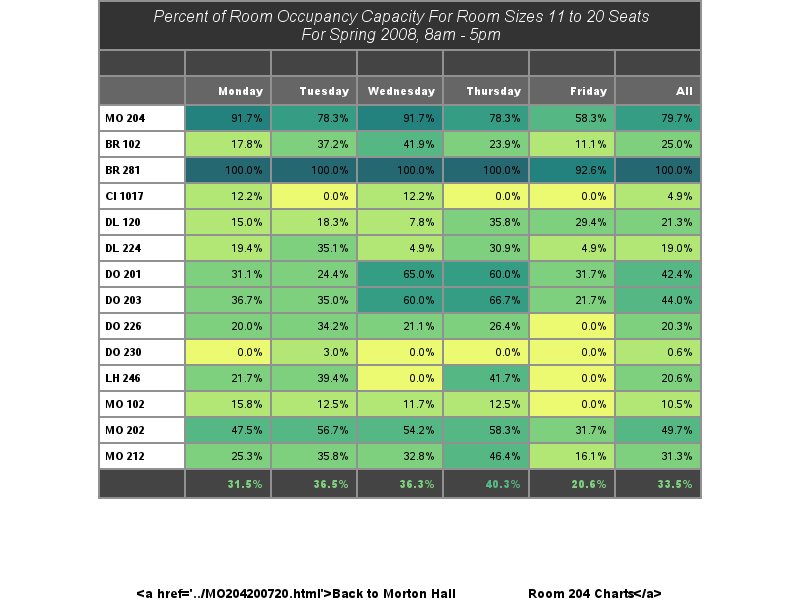 Percent of Room Occupancy Capacity For Room Sizes 11 to 20 Seats
For Spring 2008, 8am - 5pm
Monday Tuesday Wednesday Thursday Friday All
MO 204 91.7% 78.3% 91.7% 78.3% 58.3% 79.7%
BR 102 17.8% 37.2% 41.9% 23.9% 11.1% 25.0%
BR 281 100.0% 100.0% 100.0% 100.0% 92.6% 100.0%
CI 1017 12.2% 0.0% 12.2% 0.0% 0.0% 4.9%
DL 120 15.0% 18.3% 7.8% 35.8% 29.4% 21.3%
DL 224 19.4% 35.1% 4.9% 30.9% 4.9% 19.0%
DO 201 31.1% 24.4% 65.0% 60.0% 31.7% 42.4%
DO 203 36.7% 35.0% 60.0% 66.7% 21.7% 44.0%
DO 226 20.0% 34.2% 21.1% 26.4% 0.0% 20.3%
DO 230 0.0% 3.0% 0.0% 0.0% 0.0% 0.6%
LH 246 21.7% 39.4% 0.0% 41.7% 0.0% 20.6%
MO 102 15.8% 12.5% 11.7% 12.5% 0.0% 10.5%
MO 202 47.5% 56.7% 54.2% 58.3% 31.7% 49.7%
MO 212 25.3% 35.8% 32.8% 46.4% 16.1% 31.3%
31.5% 36.5% 36.3% 40.3% 20.6% 33.5%
<a href='../MO204200720.html'>Back to Morton Hall Room 204 Charts</a>